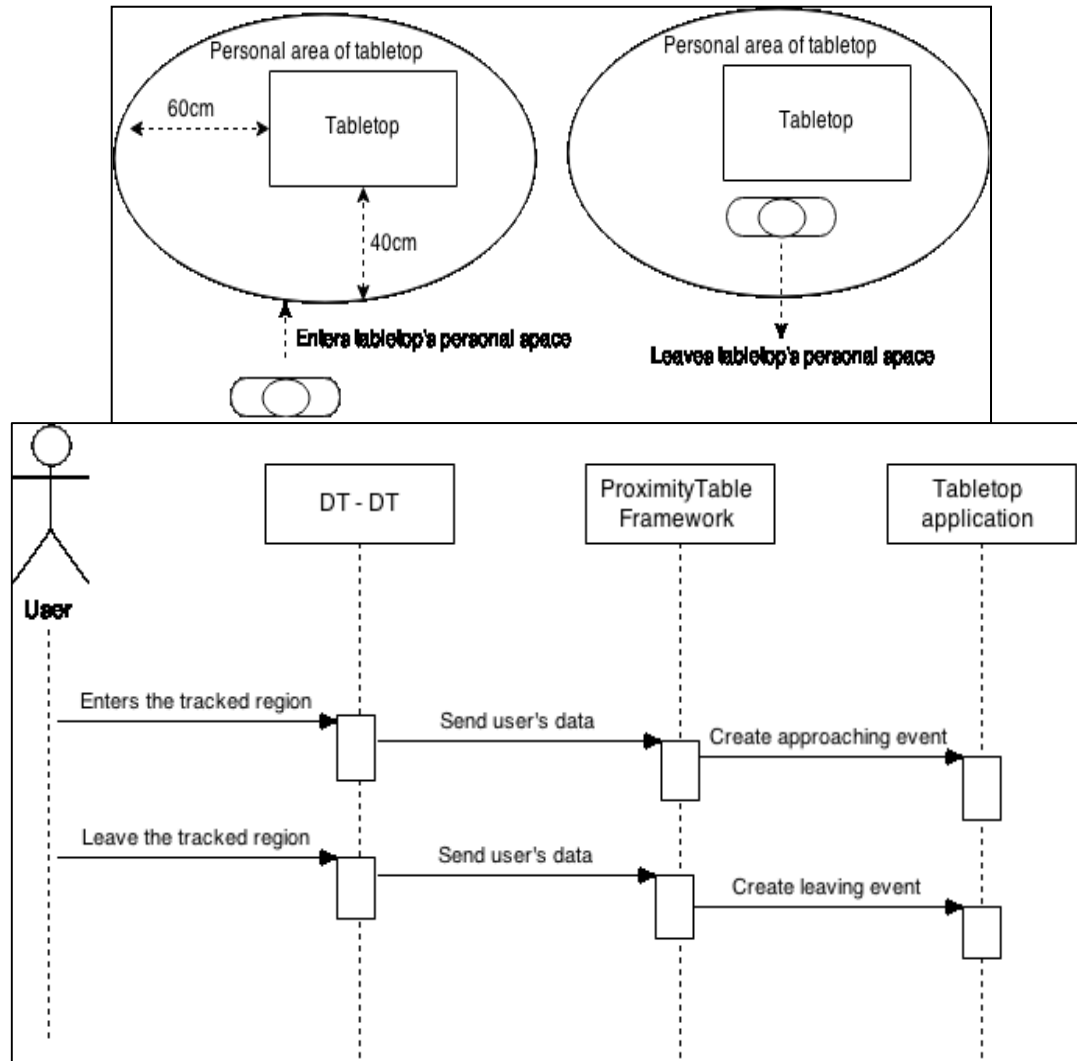 Personal area of tabletop
60cm
Tabletop
40cm
Enters tabletop's personal space
Personal area of tabletop
Tabletop
Leaves tabletop's personal space
User
DT - DT
ProximityTable
Framework
Tabletop
application
Enters the tracked region
Send user's data
Create approaching event
Leave the tracked region
Send user's data
Create leaving event